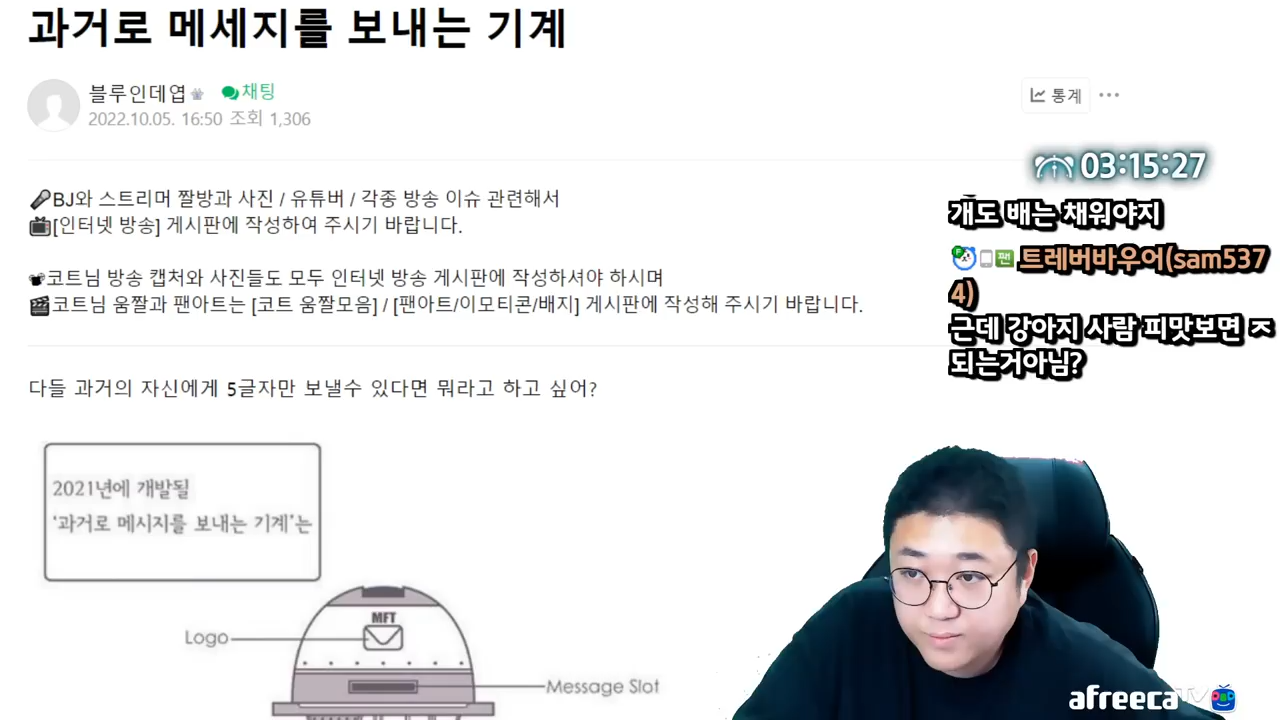 과거로 메세지를 보내는 기계
블루인데엽 채팅
2022.10.05. 16:50 조회 1,306
통계
03:15:27
BJ와 스트리머 짤방과 사진 / 유튜버 / 각종 방송 이슈 관련해서
[인터넷 방송] 게시판에 작성하여 주시기 바랍니다.
코트님 방송 캡처와 사진들도 모두 인터넷 방송 게시판에 작성하셔야 하시며
코트님 움짤과 팬아트는 [코트 움짤모음] / [팬아트/이모티콘/배지] 게시판에 작성해 주시기 바랍니다.
개도 배는 채워야지
F 팬 트레버바우어(sam537
4)
근데 강아지 사람 피맛보면 ㅈ
되는거아님?
다들 과거의 자신에게 5글자만 보낼수 있다면 뭐라고 하고 싶어?
2021년에 개발될
'과거로 메시지를 보내는 기계'는
MFT
Logo
Message Slot
afreecaTV